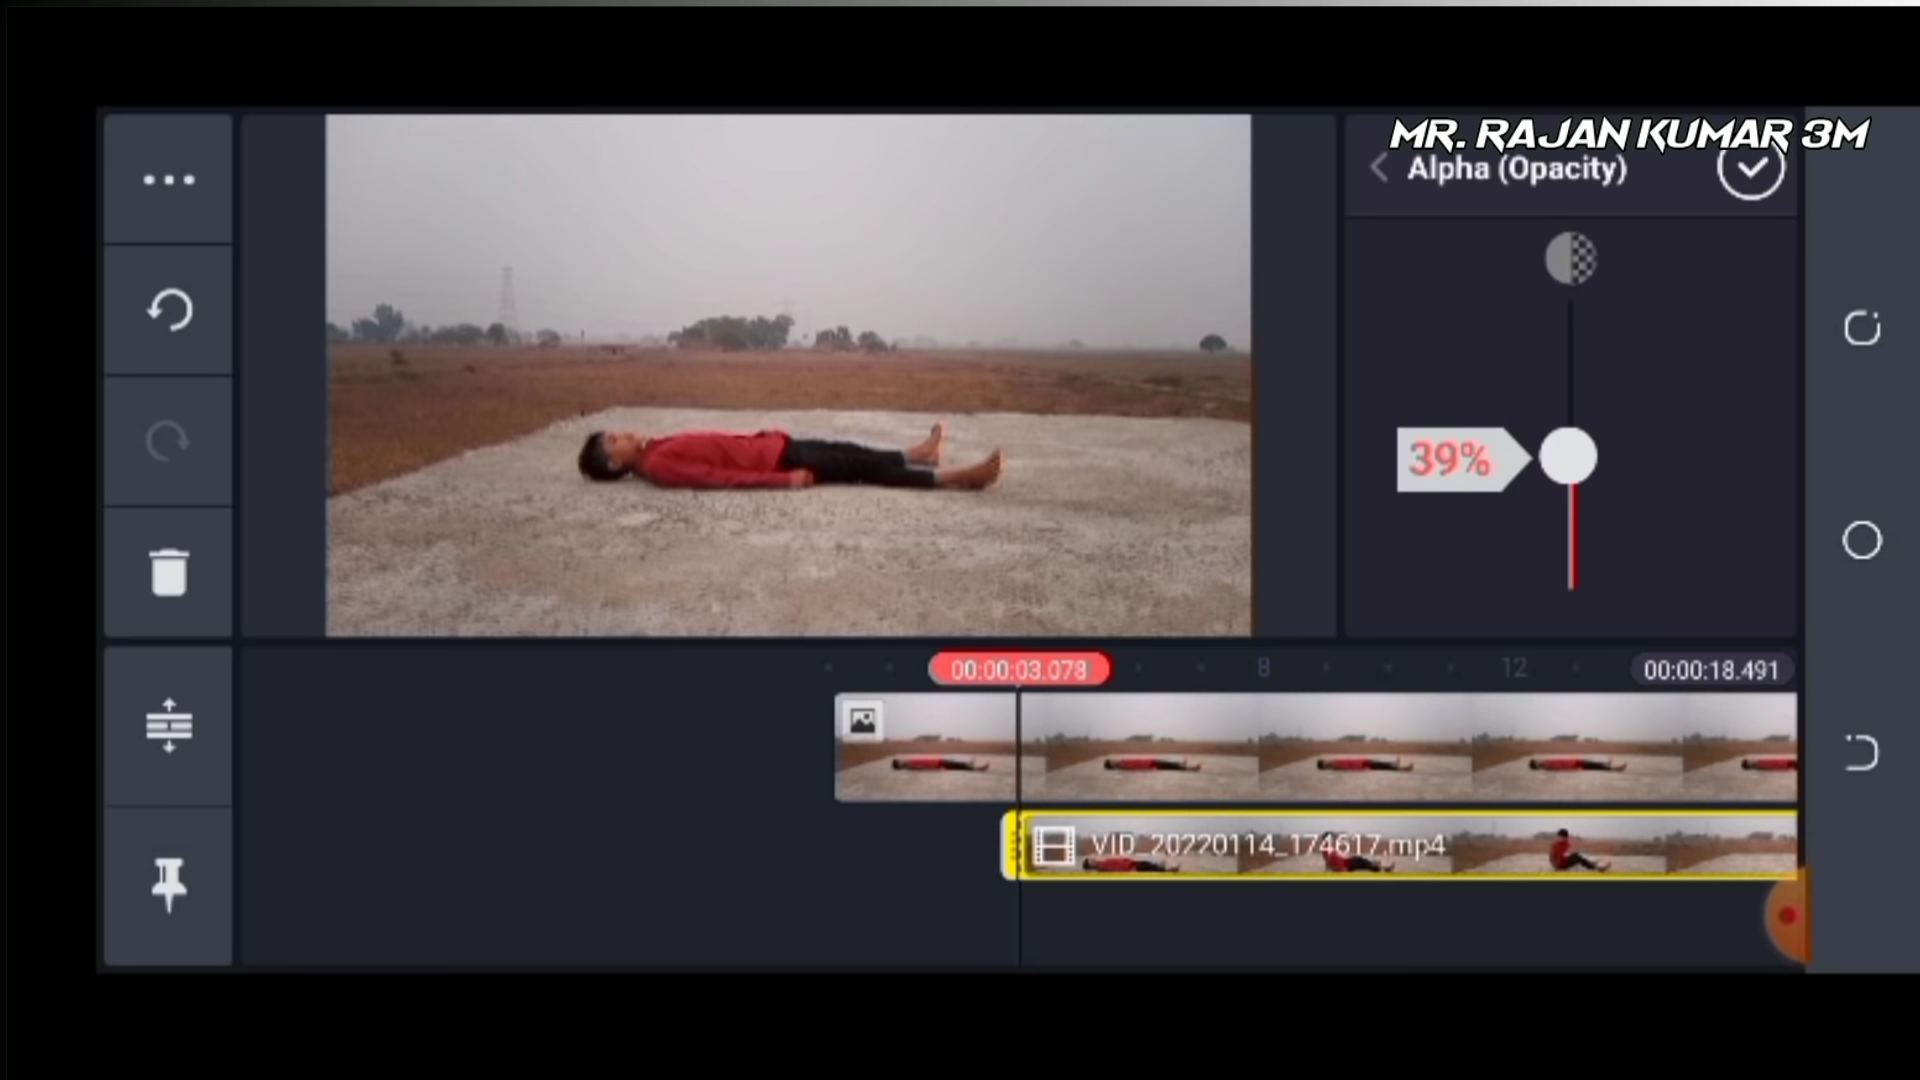 MR. RAJAN KUMAR 3M
Alpha (Opacity)
39%
00:00:03.078
8
12
00:00:18.491
VID_20220114_174617.mp4